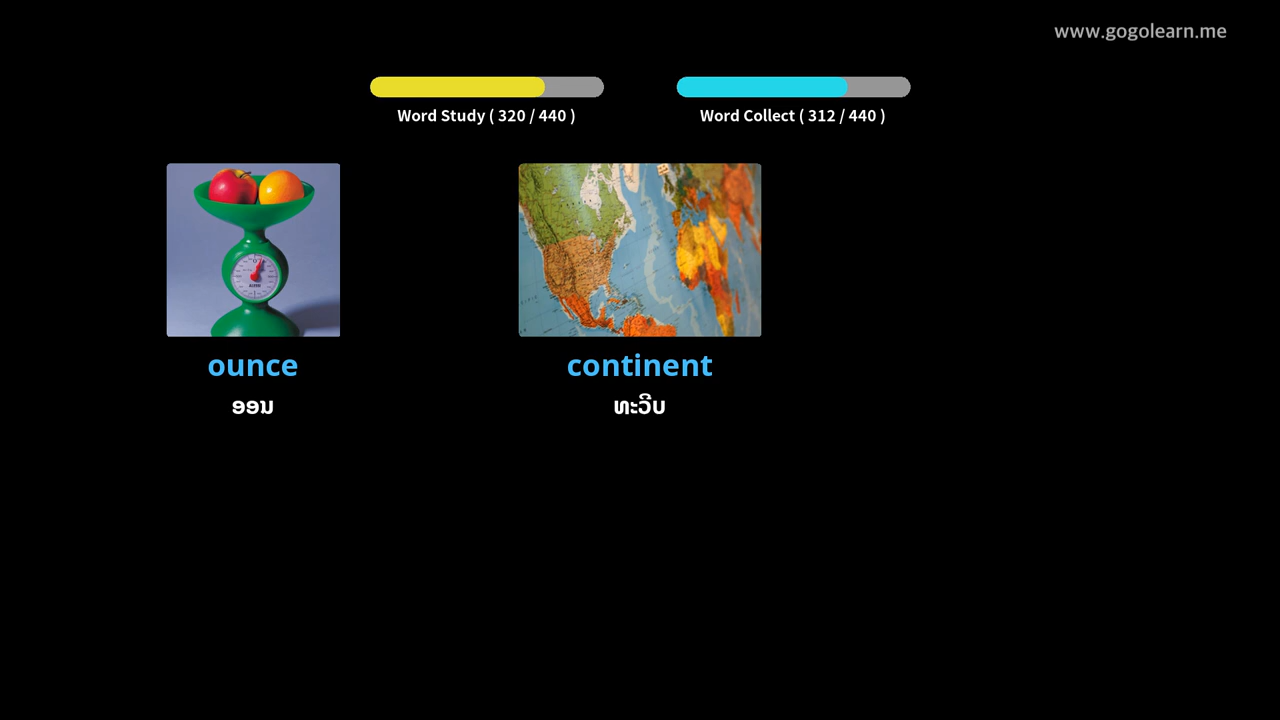 www.gogolearn.me
Word Study ( 320 / 440 )
Word Collect ( 312 / 440 )
ounce
continent
ອອນ
ທະວີບ